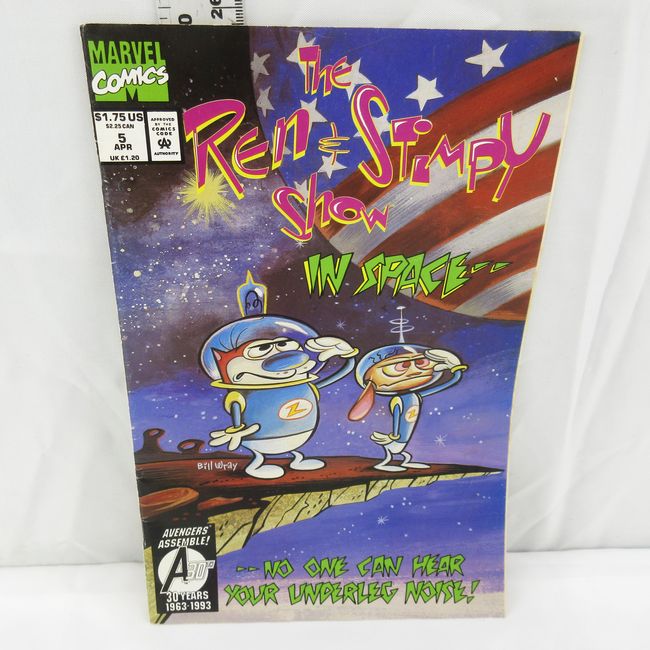 MARVEL
COMICS
M
$1.75 US
$2.25 CAN
5
APR
UK £1.20
APPROVED
BY THE
COMICS
CODE
CA
AUTHORITY
The
Ren & Stimpy
Show
IN SPACE--
Z
Z
Bill Wray
AVENGERS
ASSEMBLE!
A 30TH
30 YEARS
1963-1993
--NO ONE CAN HEAR
YOUR UNDERLEG NOISE!